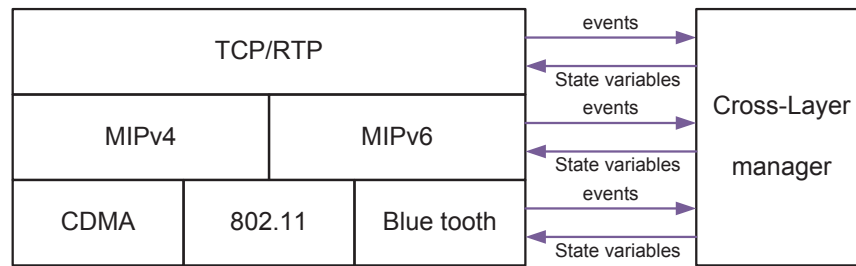 TCP/RTP
events
State variables
MIPv4
MIPv6
events
State variables
CDMA
802.11
Blue tooth
events
State variables
Cross-Layer
manager